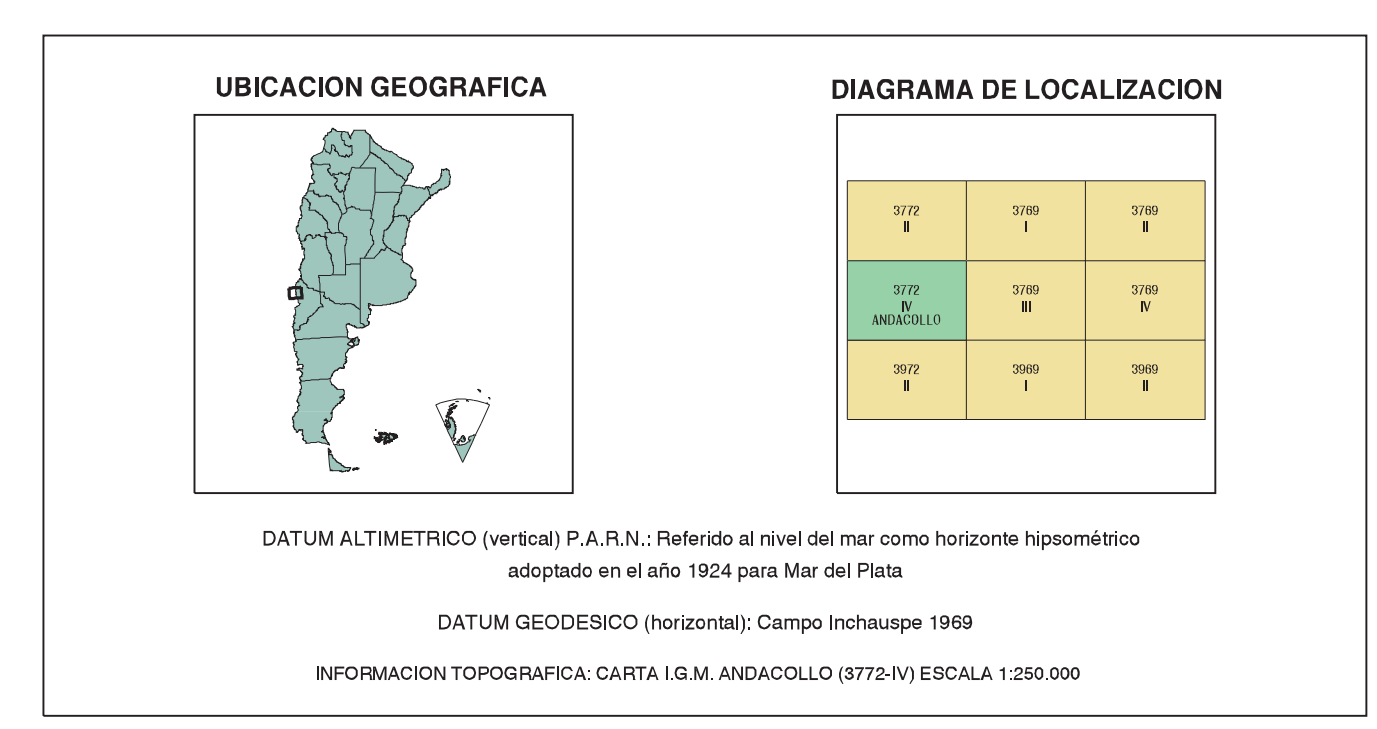 UBICACION GEOGRAFICA
DIAGRAMA DE LOCALIZACION
3772
II
3769
I
3769
II
3772
IV
ANDACOLLO
3769
III
3769
IV
3972
II
3969
I
3969
II
DATUM ALTIMETRICO (vertical) P.A.R.N.: Referido al nivel del mar como horizonte hipsométrico
adoptado en el año 1924 para Mar del Plata
DATUM GEODESICO (horizontal): Campo Inchauspe 1969
INFORMACION TOPOGRAFICA: CARTA I.G.M. ANDACOLLO (3772-IV) ESCALA 1:250.000